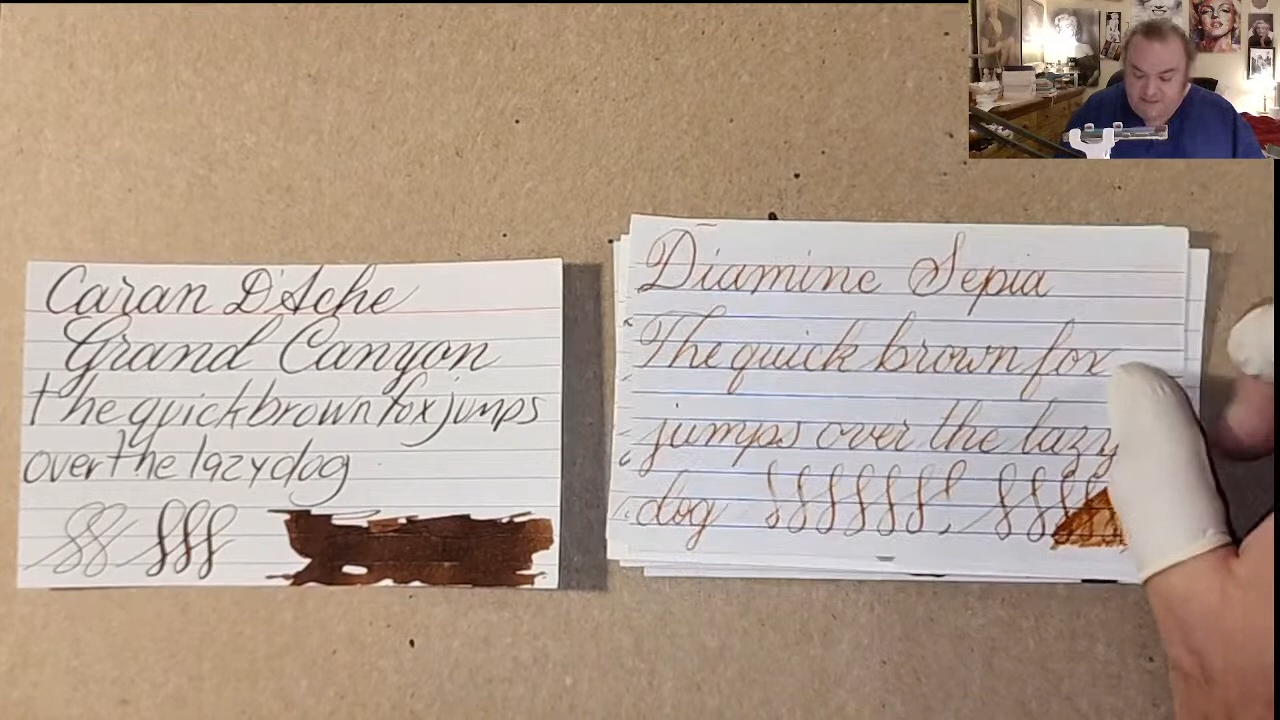 Caran D'Ache
Grand Canyon
the quick brown fox jumps
over the lazy dog
Diamine Sepia
The quick brown fox
jumps over the lazy
dog